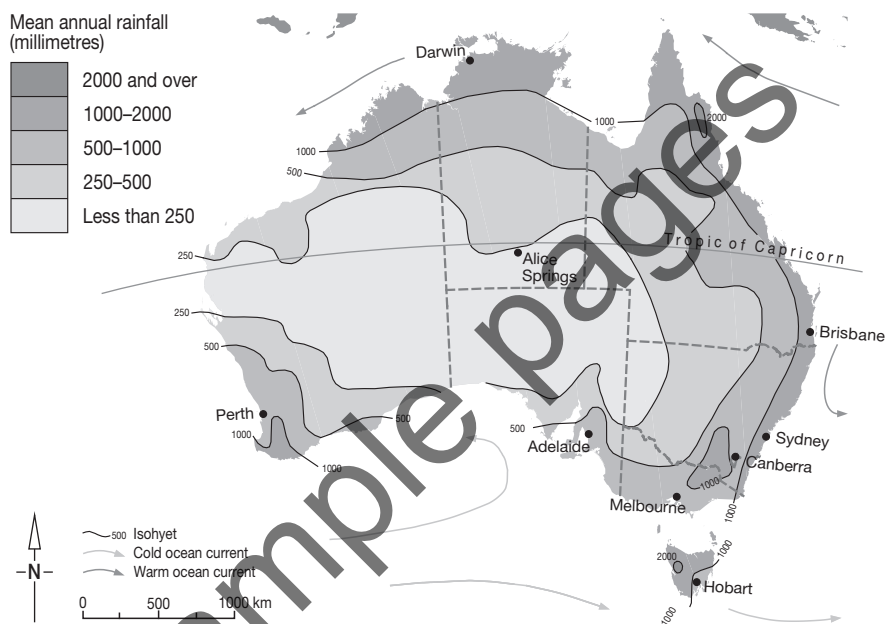 Mean annual rainfall
(millimetres)
2000 and over
1000–2000
500–1000
250–500
Less than 250
Darwin
1000
2000
1000
500
Tropic of Capricorn
250
Alice
Springs
250
Brisbane
500
Perth
500
500
Adelaide
Sydney
1000
Canberra
1000
1000
Melbourne
1000
500 Isohyet
Cold ocean current
Warm ocean current
N
0 500 1000 km
2000
1000
Hobart
1000
ample pages